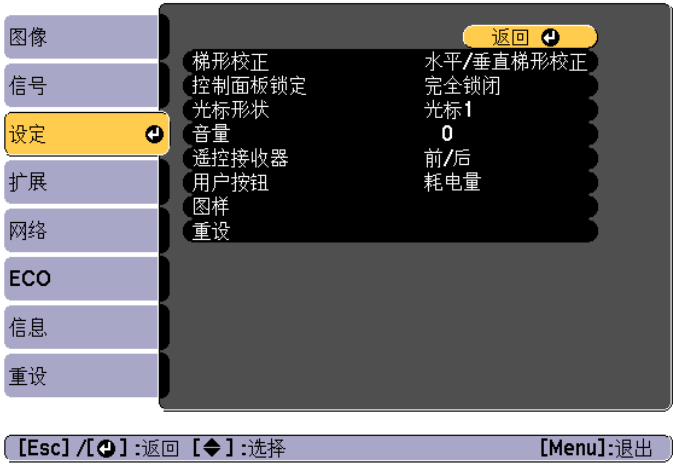 图像
信号
设定
扩展
网络
ECO
信息
重设
返回
梯形校正 水平/垂直梯形校正
控制面板锁定 完全锁闭
光标形状 光标1
音量 0
遥控接收器 前/后
用户按钮 耗电量
图样
重设
[Esc] /[⏎] :返回 [◆] :选择 [Menu]:退出